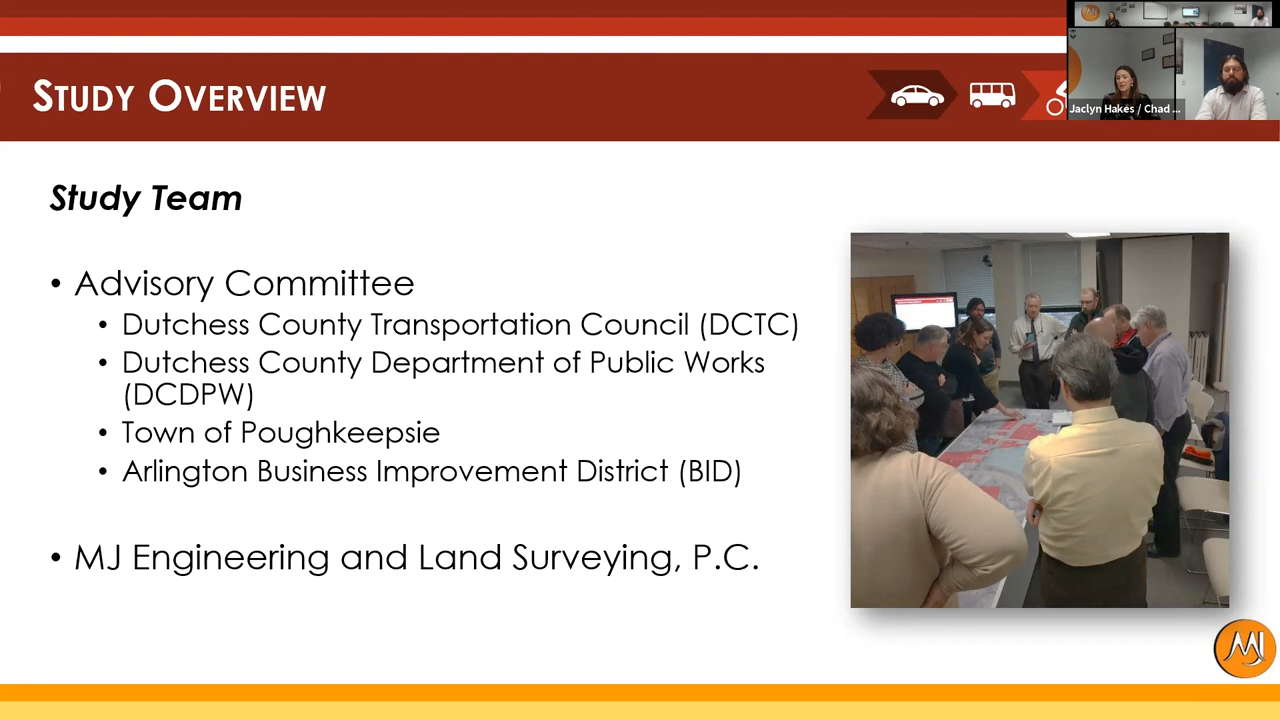 STUDY OVERVIEW
Jaclyn Hakes / Chad ...
Study Team
• Advisory Committee
• Dutchess County Transportation Council (DCTC)
• Dutchess County Department of Public Works
(DCDPW)
• Town of Poughkeepsie
• Arlington Business Improvement District (BID)
• MJ Engineering and Land Surveying, P.C.
MJ